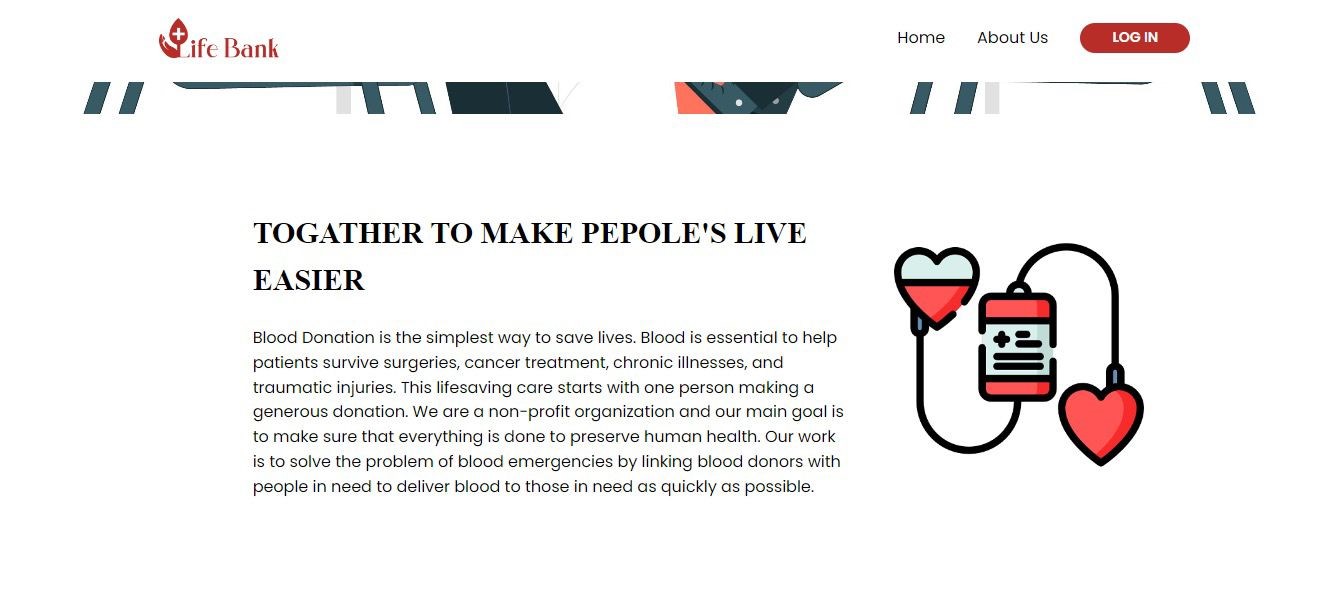 Life Bank
Home
About Us
LOG IN
TOGATHER TO MAKE PEPOLE'S LIVE
EASIER
Blood Donation is the simplest way to save lives. Blood is essential to help
patients survive surgeries, cancer treatment, chronic illnesses, and
traumatic injuries. This lifesaving care starts with one person making a
generous donation. We are a non-profit organization and our main goal is
to make sure that everything is done to preserve human health. Our work
is to solve the problem of blood emergencies by linking blood donors with
people in need to deliver blood to those in need as quickly as possible.